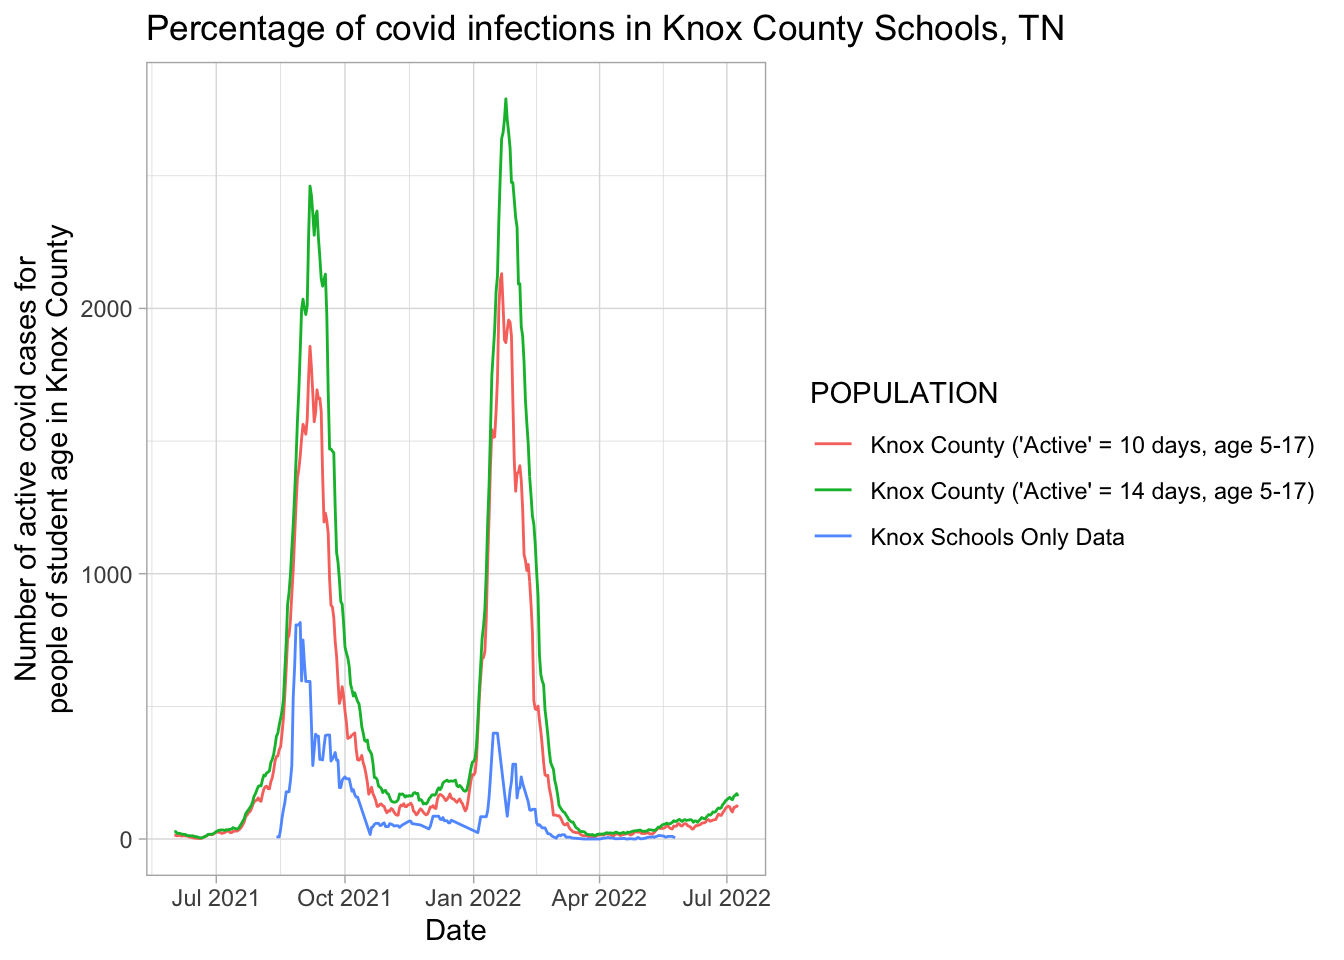 Percentage of covid infections in Knox County Schools, TN
Number of active covid cases for
people of student age in Knox County
2000
1000
0
Jul 2021
Oct 2021
Jan 2022
Apr 2022
Jul 2022
Date
POPULATION
Knox County ('Active' = 10 days, age 5-17)
Knox County ('Active' = 14 days, age 5-17)
Knox Schools Only Data